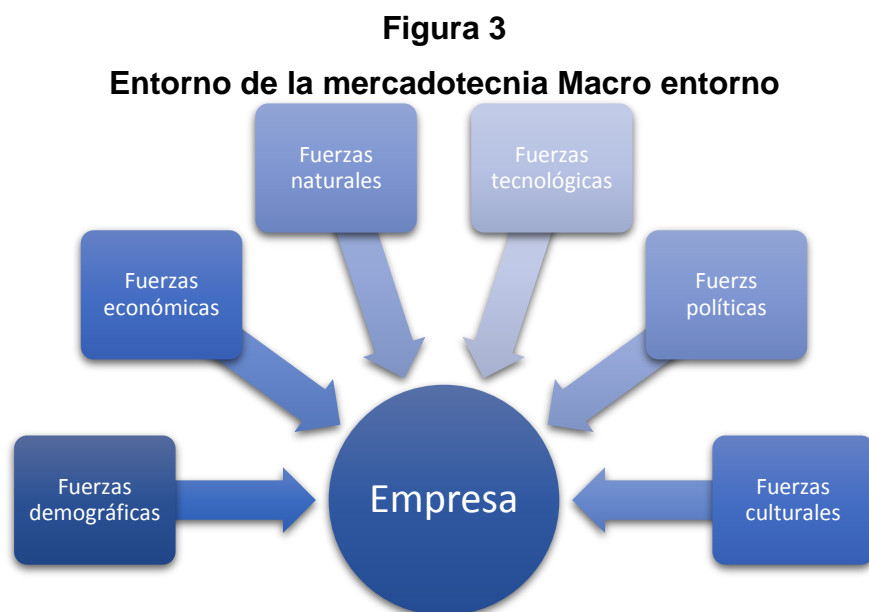 Figura 3
Entorno de la mercadotecnia Macro entorno
Fuerzas
naturales
Fuerzas
tecnológicas
Fuerzas
económicas
Fuerzs
políticas
Fuerzas
demográficas
Empresa
Fuerzas
culturales